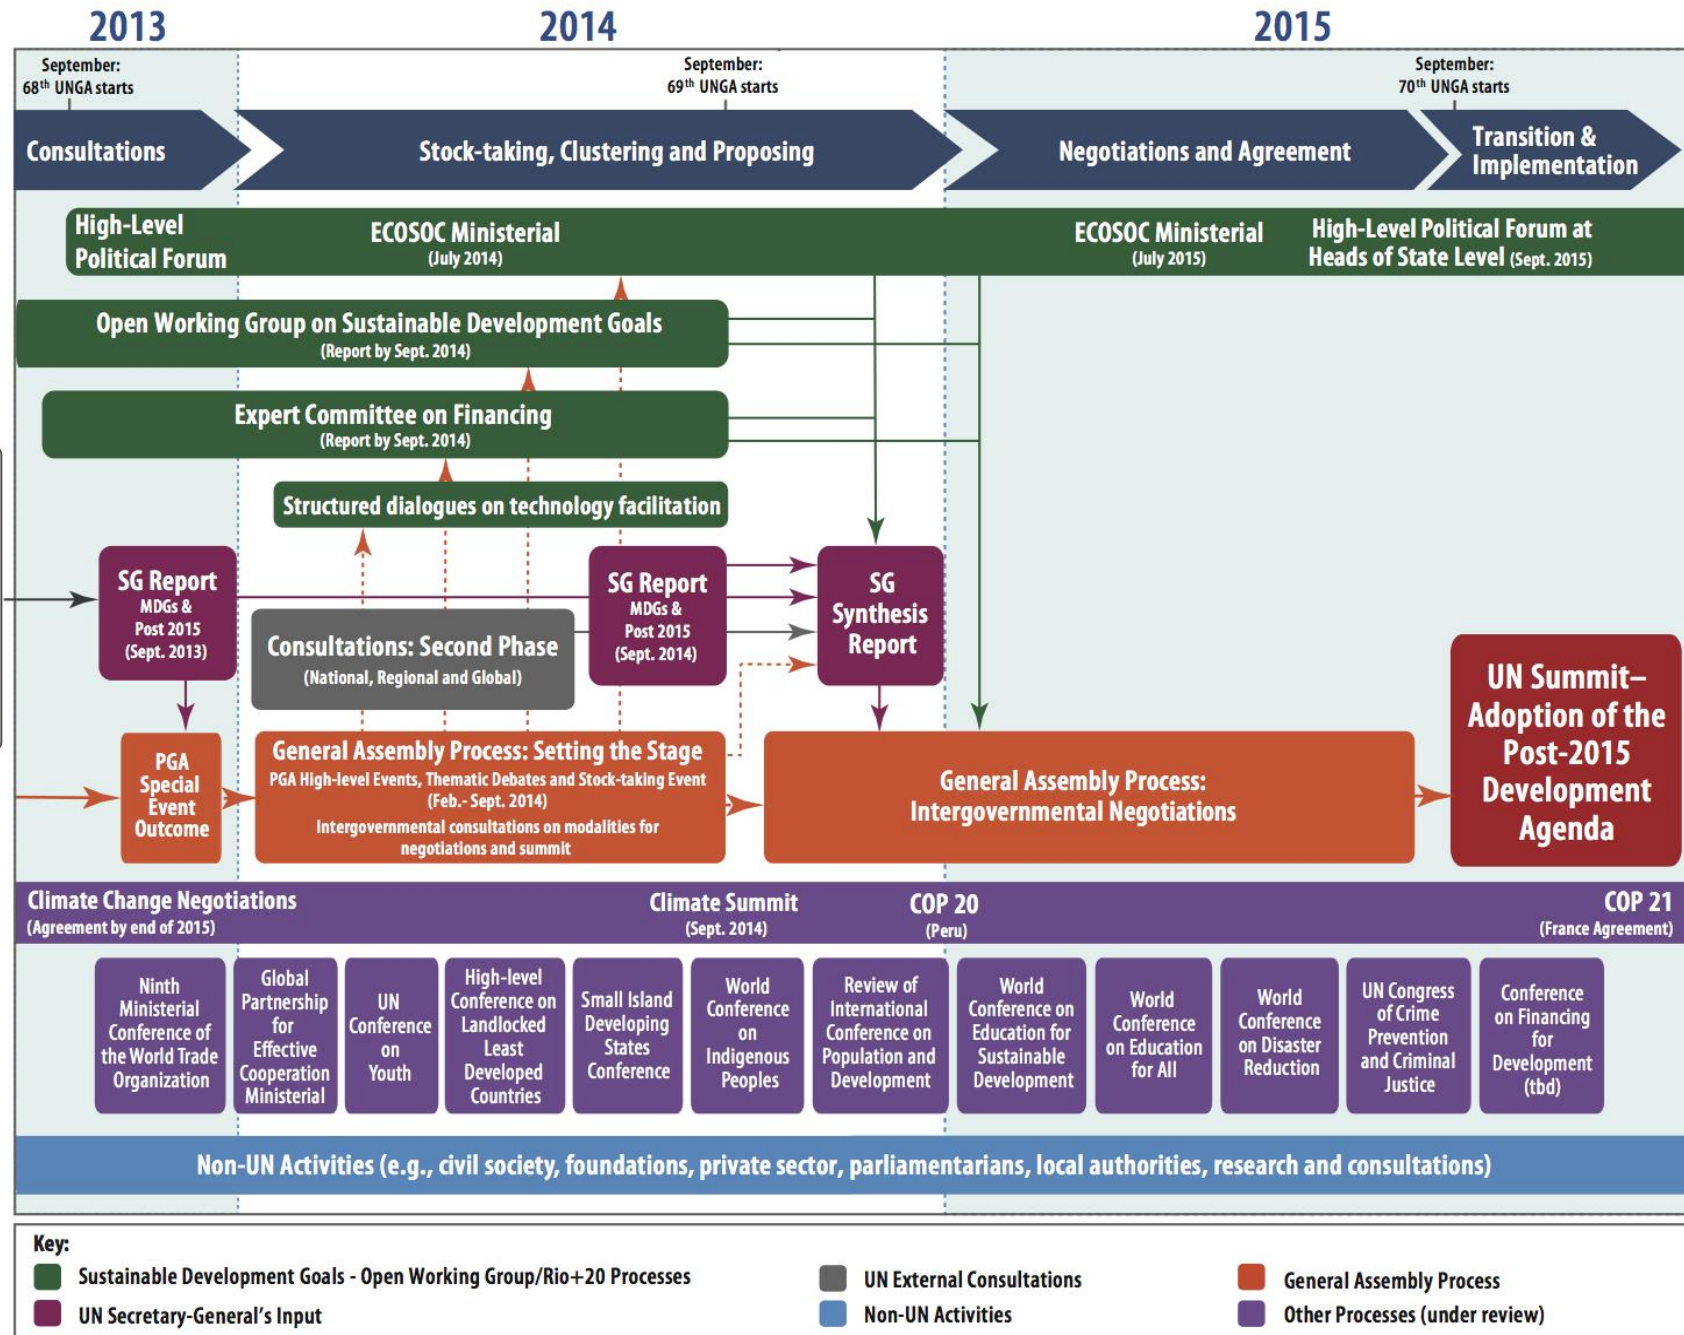 2013
2014
2015
September:
68th UNGA starts
September:
69th UNGA starts
September:
70th UNGA starts
Consultations
Stock-taking, Clustering and Proposing
Negotiations and Agreement
Transition &
Implementation
High-Level
Political Forum
ECOSOC Ministerial
(July 2014)
ECOSOC Ministerial
(July 2015)
High-Level Political Forum at
Heads of State Level (Sept. 2015)
Open Working Group on Sustainable Development Goals
(Report by Sept. 2014)
Expert Committee on Financing
(Report by Sept. 2014)
Structured dialogues on technology facilitation
SG Report
MDGs &
Post 2015
(Sept. 2013)
Consultations: Second Phase
(National, Regional and Global)
SG Report
MDGs &
Post 2015
(Sept. 2014)
SG
Synthesis
Report
PGA
Special
Event
Outcome
General Assembly Process: Setting the Stage
PGA High-level Events, Thematic Debates and Stock-taking Event
(Feb.- Sept. 2014)
Intergovernmental consultations on modalities for
negotiations and summit
General Assembly Process:
Intergovernmental Negotiations
UN Summit–
Adoption of the
Post-2015
Development
Agenda
Climate Change Negotiations
(Agreement by end of 2015)
Climate Summit
(Sept. 2014)
COP 20
(Peru)
COP 21
(France Agreement)
Ninth
Ministerial
Conference of
the World Trade
Organization
Global
Partnership
for
Effective
Cooperation
Ministerial
UN
Conference
on
Youth
High-level
Conference on
Landlocked
Least
Developed
Countries
Small Island
Developing
States
Conference
World
Conference
on
Indigenous
Peoples
Review of
International
Conference on
Population and
Development
World
Conference on
Education for
Sustainable
Development
World
Conference
on Education
for All
World
Conference
on Disaster
Reduction
UN Congress
of Crime
Prevention
and Criminal
Justice
Conference
on Financing
for
Development
(tbd)
Non-UN Activities (e.g., civil society, foundations, private sector, parliamentarians, local authorities, research and consultations)
Key:
Sustainable Development Goals - Open Working Group/Rio+20 Processes
UN Secretary-General's Input
UN External Consultations
Non-UN Activities
General Assembly Process
Other Processes (under review)